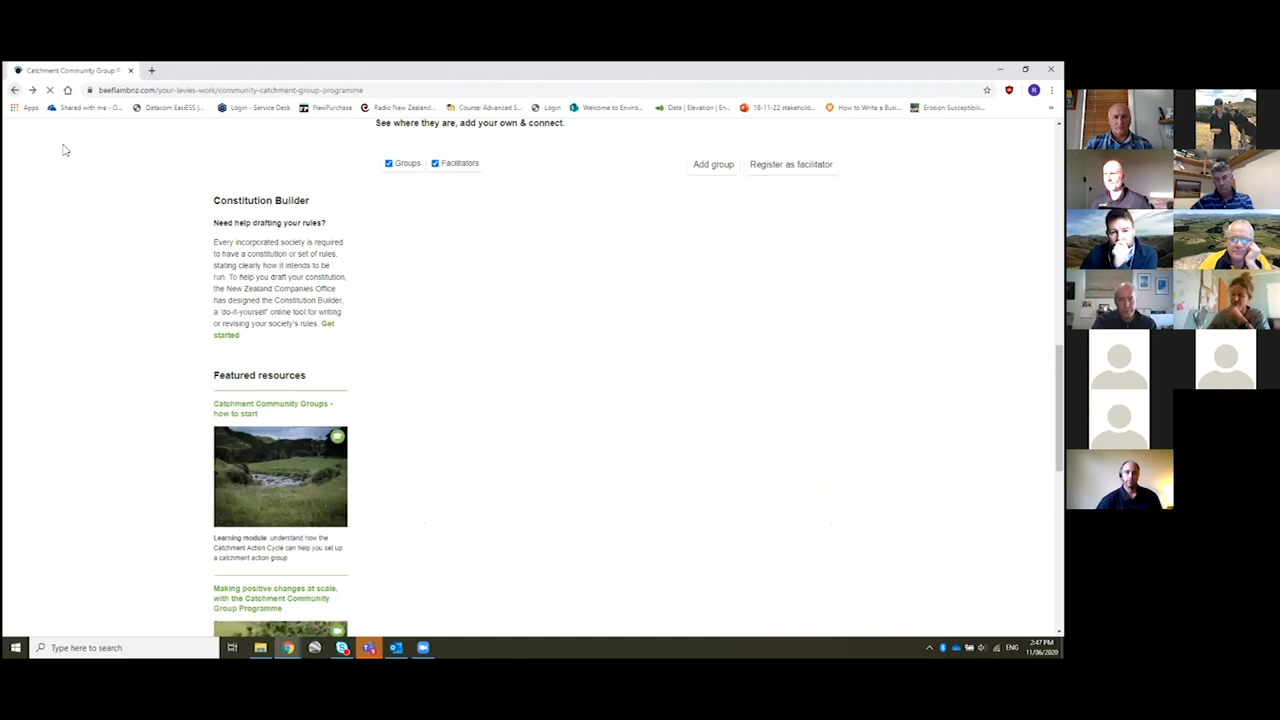 Catchment Community Group P
beeflambnz.com/your-levies-work/community-catchment-group-programme
R
Apps
Shared with me - O...
Datacom EasiESS |...
Login - Service Desk
FlexiPurchase
Radio New Zealand...
Course: Advanced S...
Login
Welcome to Enviro...
Data | Elevation | En...
18-11-22 stakehold...
How to Write a Busi...
Erosion Susceptibili...
See where they are, add your own & connect.
Groups
Facilitators
Add group
Register as facilitator
Constitution Builder
Need help drafting your rules?
Every incorporated society is required
to have a constitution or set of rules,
stating clearly how it intends to be
run. To help you draft your constitution,
the New Zealand Companies Office
has designed the Constitution Builder,
a 'do-it-yourself' online tool for writing
or revising your society's rules. Get
started
Featured resources
Catchment Community Groups -
how to start
Learning module: understand how the
Catchment Action Cycle can help you set up
a catchment action group.
Making positive changes at scale,
with the Catchment Community
Group Programme
Type here to search
ENG
2:47 PM
11/06/2020